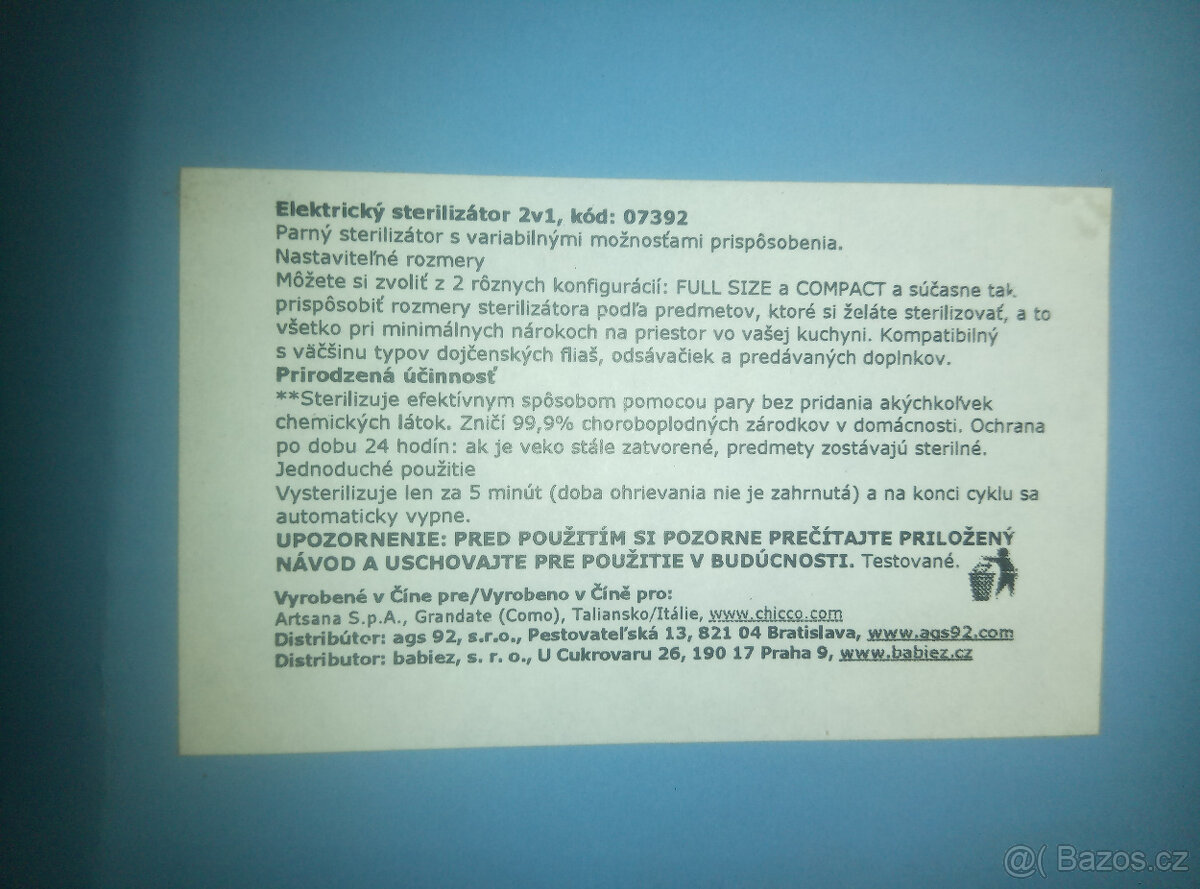 Elektrický sterilizátor 2v1, kód: 07392
Parný sterilizátor s variabilnými možnosťami prispôsobenia.
Nastaviteľné rozmery
Môžete si zvoliť z 2 rôznych konfigurácií: FULL SIZE a COMPACT a súčasne tak
prispôsobiť rozmery sterilizátora podľa predmetov, ktoré si želáte sterilizovať, a to
všetko pri minimálnych nárokoch na priestor vo vašej kuchyni. Kompatibilný
s väčšinu typov dojčenských fliaš, odsávačiek a predávaných doplnkov.
Prirodzená účinnosť
**Sterilizuje efektívnym spôsobom pomocou pary bez pridania akýchkoľvek
chemických látok. Zničí 99,9% choroboplodných zárodkov v domácnosti. Ochrana
po dobu 24 hodín: ak je veko stále zatvorené, predmety zostávajú sterilné.
Jednoduché použitie
Vysterilizuje len za 5 minút (doba ohrievania nie je zahrnutá) a na konci cyklu sa
automaticky vypne.
UPOZORNENIE: PRED POUŽITÍM SI POZORNE PREČÍTAJTE PRILOŽENÝ
NÁVOD A USCHOVAJTE PRE POUŽITIE V BUDÚCNOSTI. Testované.
Vyrobené v Číne pre/Vyrobeno v Číně pro:
Artsana S.p.A., Grandate (Como), Taliansko/Itálie, www.chicco.com
Distribútor: ags 92, s.r.o., Pestovateľská 13, 821 04 Bratislava, www.ags92.com
Distributor: babiez, s. r. o., U Cukrovaru 26, 190 17 Praha 9, www.babiez.cz
@( Bazos.cz